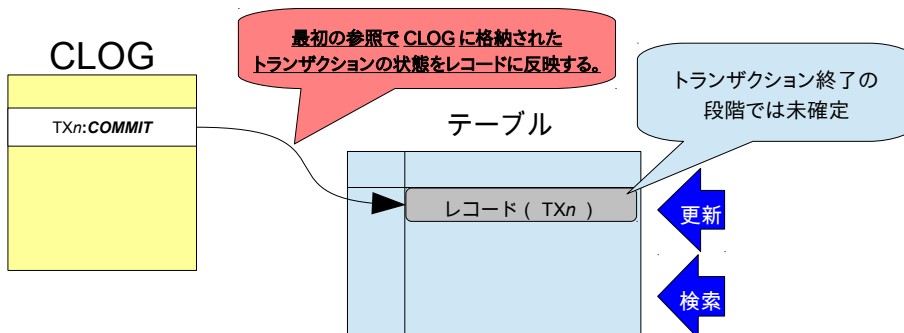 最初の参照で CLOG に格納された
トランザクションの状態をレコードに反映する。
CLOG
トランザクション終了の
段階では未確定
TXn:COMMIT
テーブル
レコード ( TXn )
更新
検索